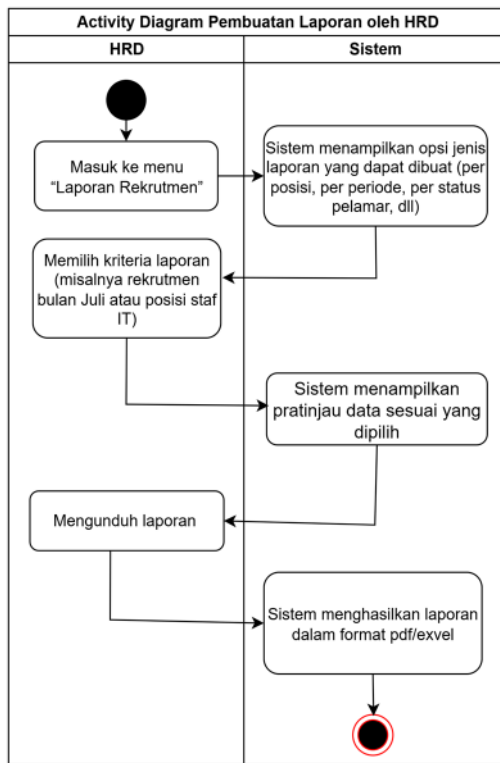 Activity Diagram Pembuatan Laporan oleh HRD
HRD
Sistem
Masuk ke menu
“Laporan Rekrutmen”
Sistem menampilkan opsi jenis
laporan yang dapat dibuat (per
posisi, per periode, per status
pelamar, dll)
Memilih kriteria laporan
(misalnya rekrutmen
bulan Juli atau posisi staf
IT)
Sistem menampilkan
pratinjau data sesuai yang
dipilih
Mengunduh laporan
Sistem menghasilkan laporan
dalam format pdf/exvel